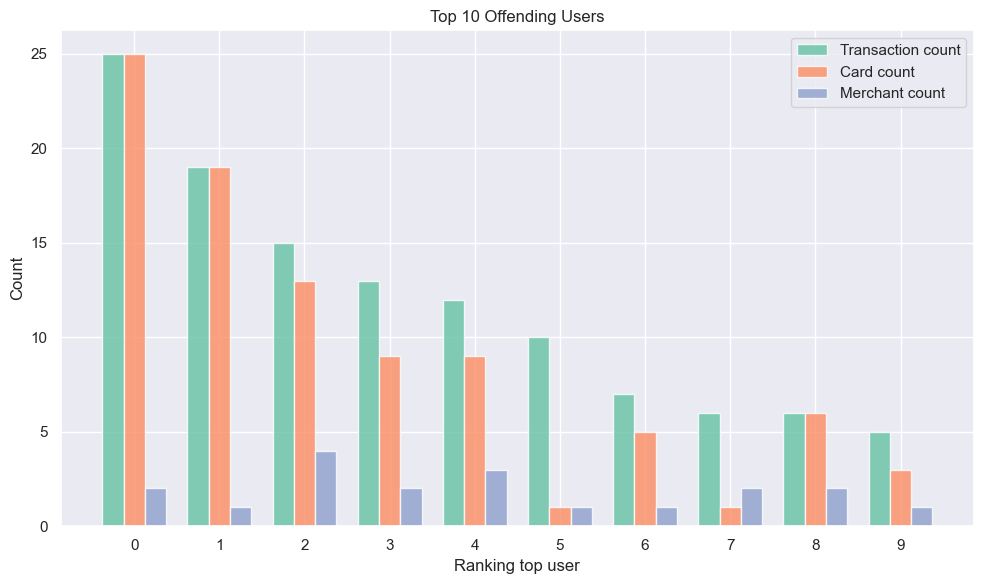 Top 10 Offending Users
Transaction count
Card count
Merchant count
Count
25
20
15
10
5
0
0 1 2 3 4 5 6 7 8 9
Ranking top user